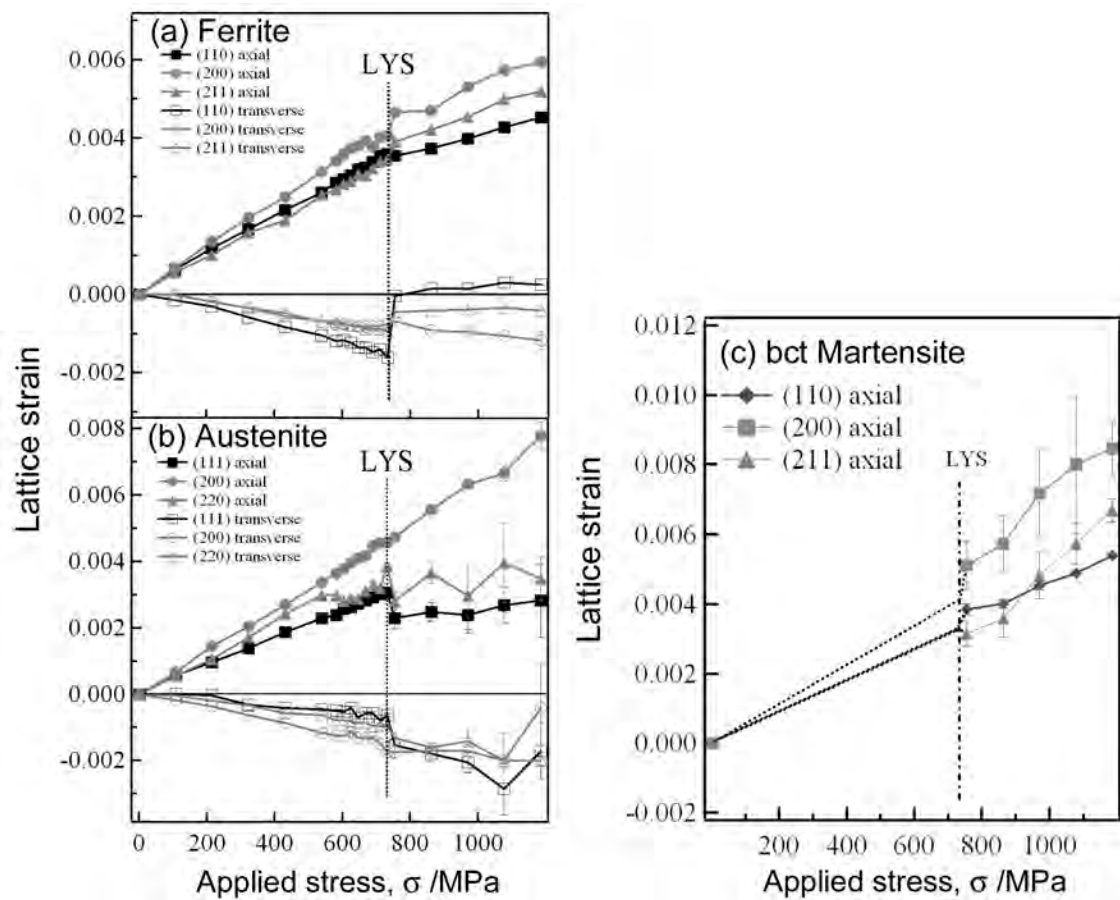 (a) Ferrite
(110) axial
(200) axial
(211) axial
(110) transverse
(200) transverse
(211) transverse
LYS
0.006
0.004
0.002
0.000
-0.002
Lattice strain
(b) Austenite
(111) axial
(200) axial
(220) axial
(111) transverse
(200) transverse
(220) transverse
LYS
0.008
0.006
0.004
0.002
0.000
-0.002
0 200 400 600 800 1000
Applied stress, σ /MPa
(c) bct Martensite
(110) axial
(200) axial
(211) axial
LYS
0.012
0.010
0.008
0.006
0.004
0.002
0.000
-0.002
Lattice strain
200 400 600 800 1000
Applied stress, σ /MPa